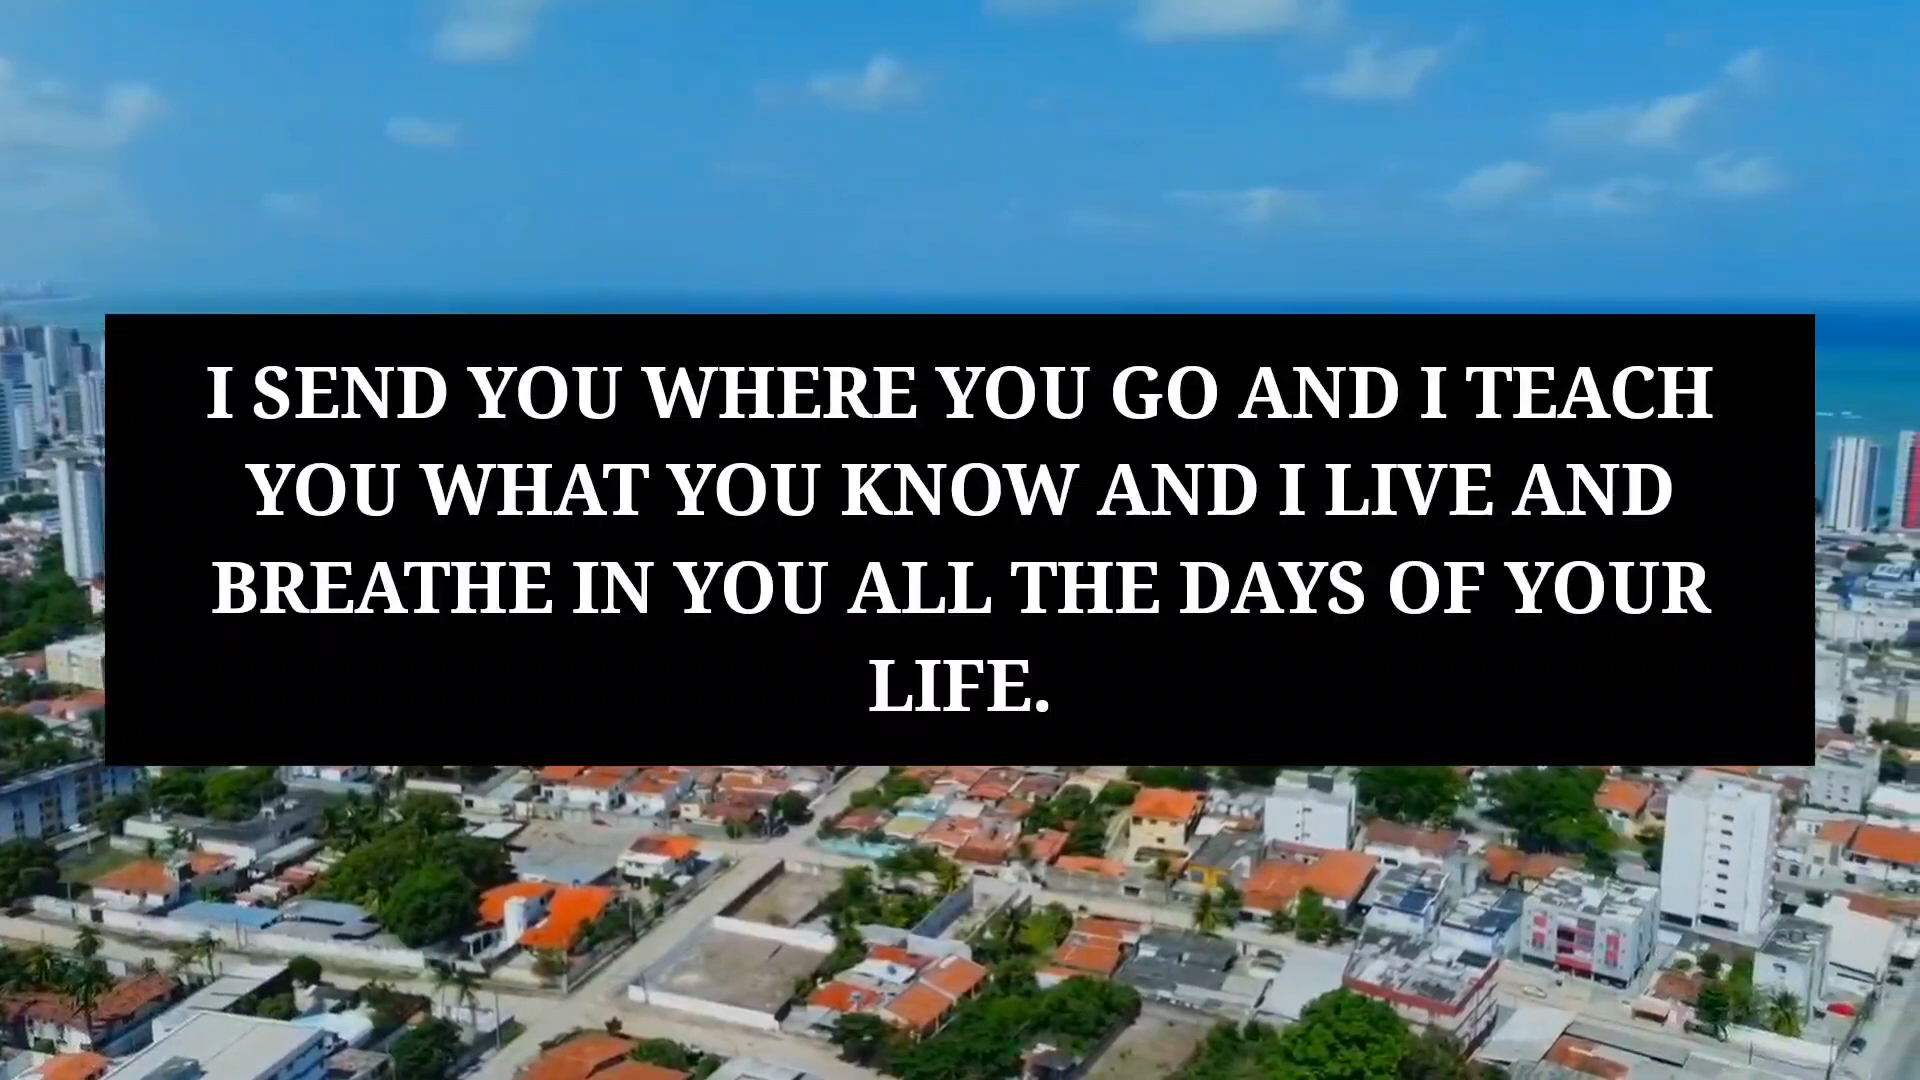 I SEND YOU WHERE YOU GO AND I TEACH
YOU WHAT YOU KNOW AND I LIVE AND
BREATHE IN YOU ALL THE DAYS OF YOUR
LIFE.